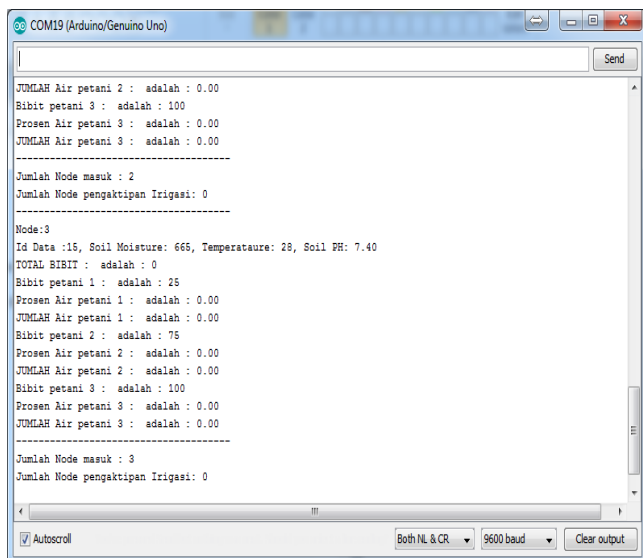 COM19 (Arduino/Genuino Uno)
Send
JUMLAH Air petani 2 :  adalah : 0.00
Bibit petani 3 :  adalah : 100
Prosen Air petani 3 :  adalah : 0.00
JUMLAH Air petani 3 :  adalah : 0.00
--------------------------------------
Jumlah Node masuk : 2
Jumlah Node pengaktipan Irigasi: 0
--------------------------------------
Node:3
Id Data :15, Soil Moisture: 665, Temperataure: 28, Soil PH: 7.40
TOTAL BIBIT :  adalah : 0
Bibit petani 1 :  adalah : 25
Prosen Air petani 1 :  adalah : 0.00
JUMLAH Air petani 1 :  adalah : 0.00
Bibit petani 2 :  adalah : 75
Prosen Air petani 2 :  adalah : 0.00
JUMLAH Air petani 2 :  adalah : 0.00
Bibit petani 3 :  adalah : 100
Prosen Air petani 3 :  adalah : 0.00
JUMLAH Air petani 3 :  adalah : 0.00
--------------------------------------
Jumlah Node masuk : 3
Jumlah Node pengaktipan Irigasi: 0
Autoscroll
Both NL & CR
9600 baud
Clear output